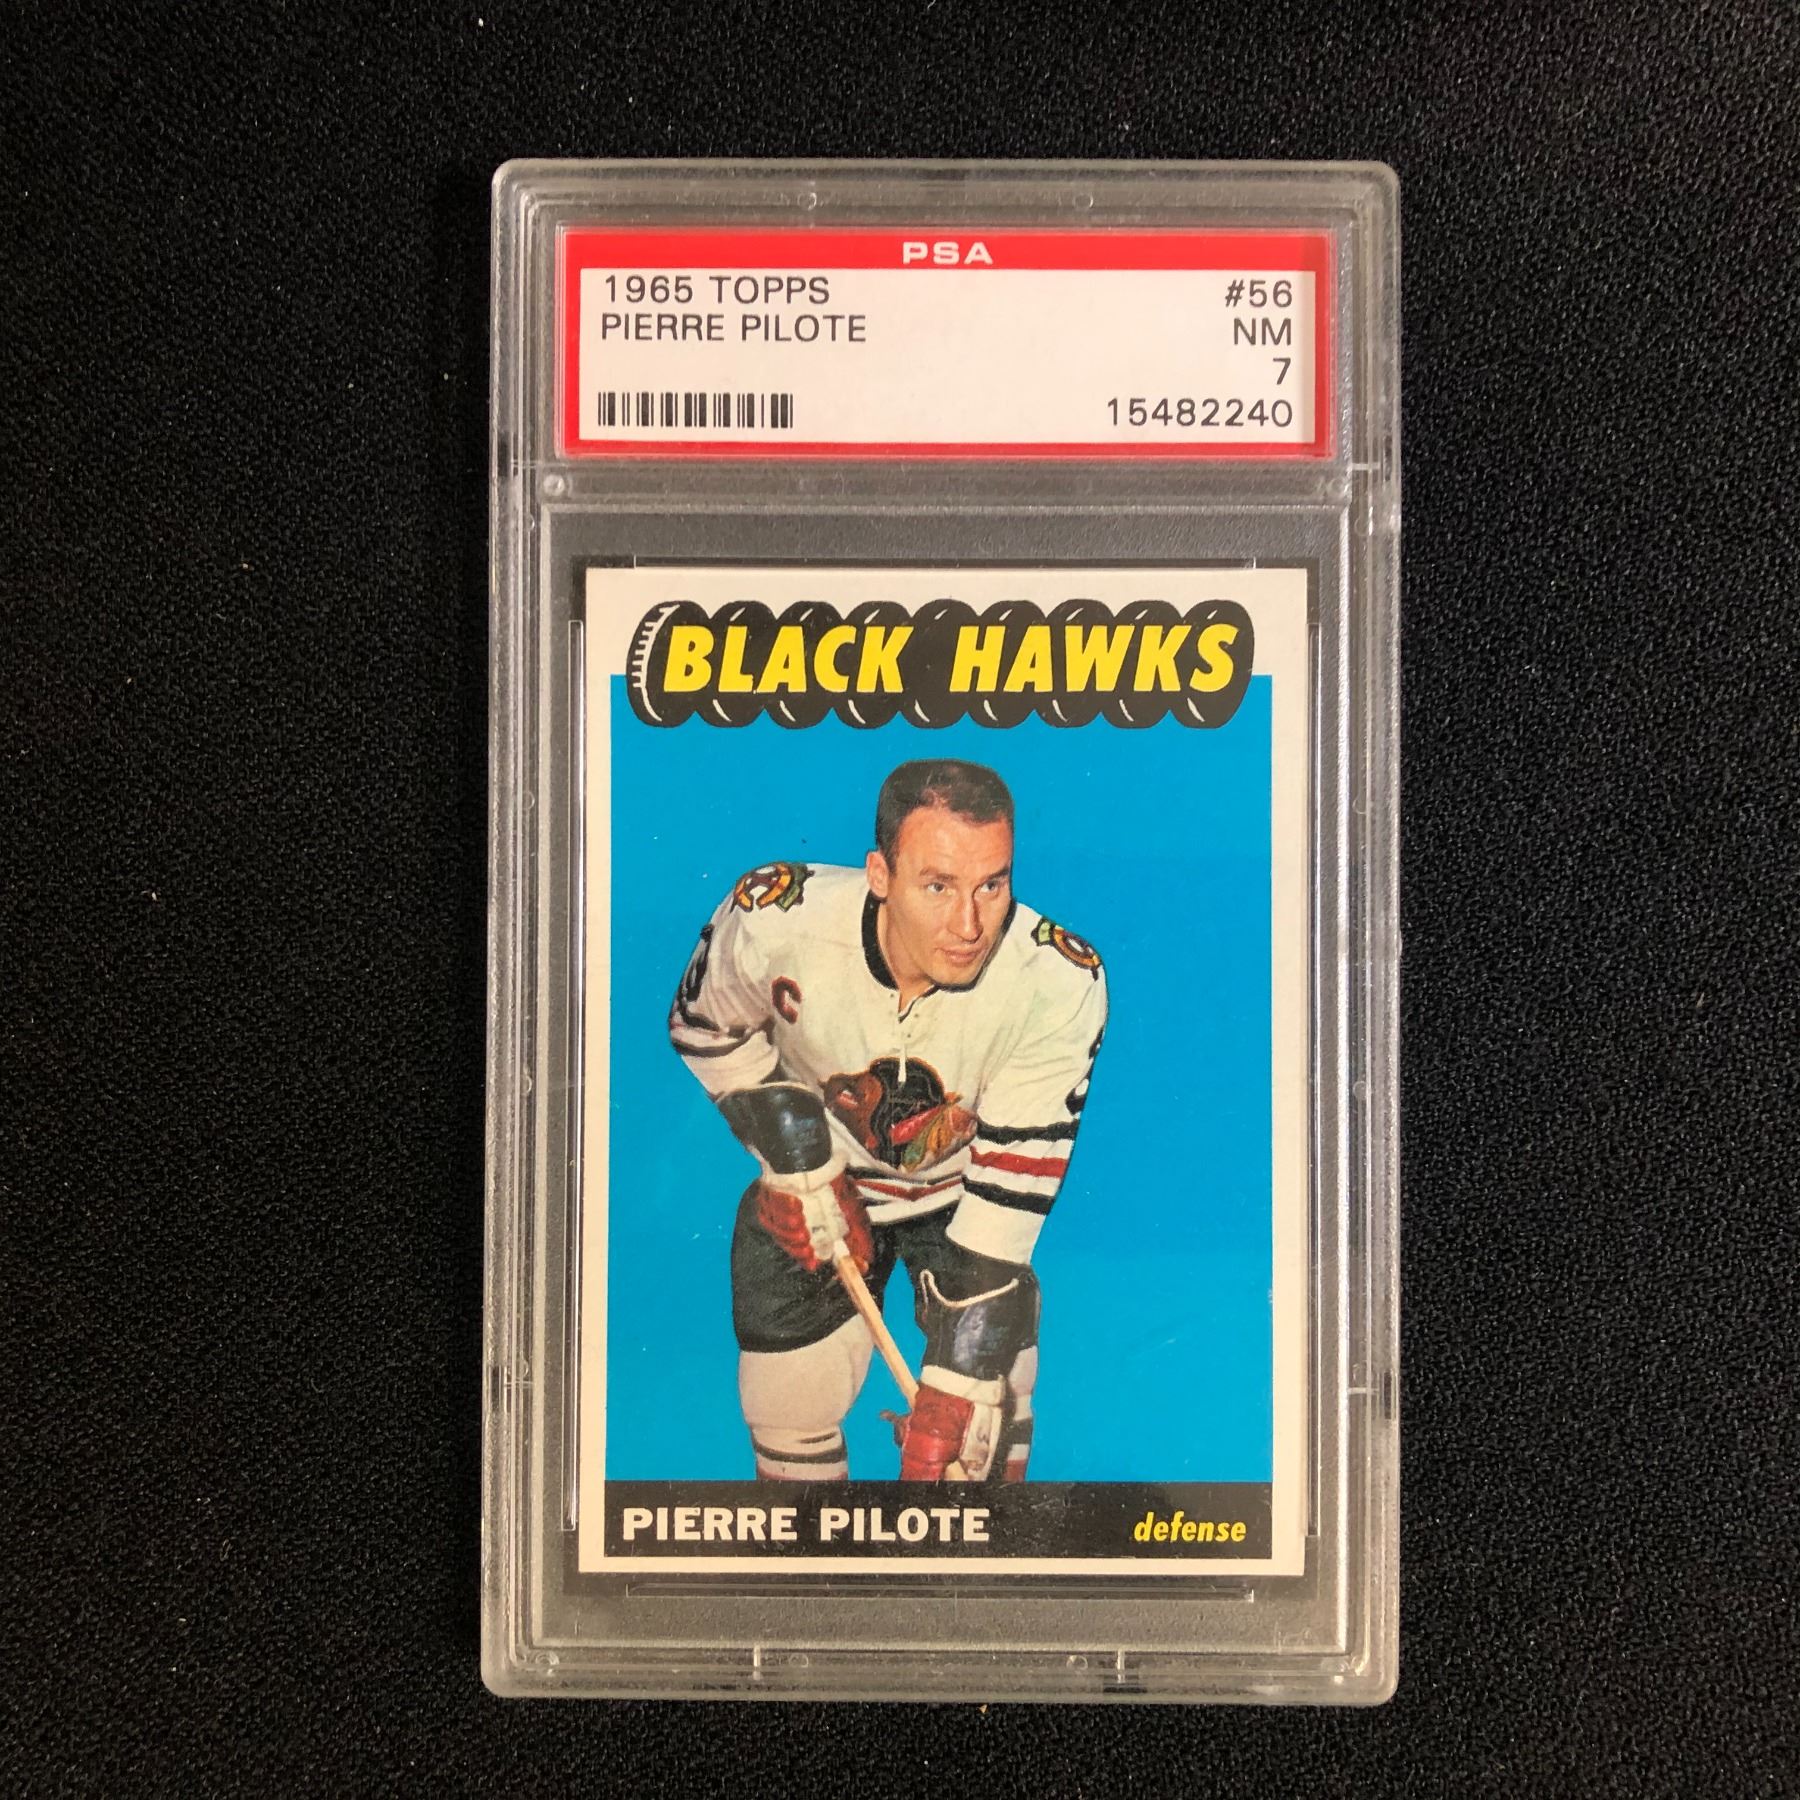 PSA
1965 TOPPS #56
PIERRE PILOTE NM
7
15482240
BLACK HAWKS
C
PIERRE PILOTE defense